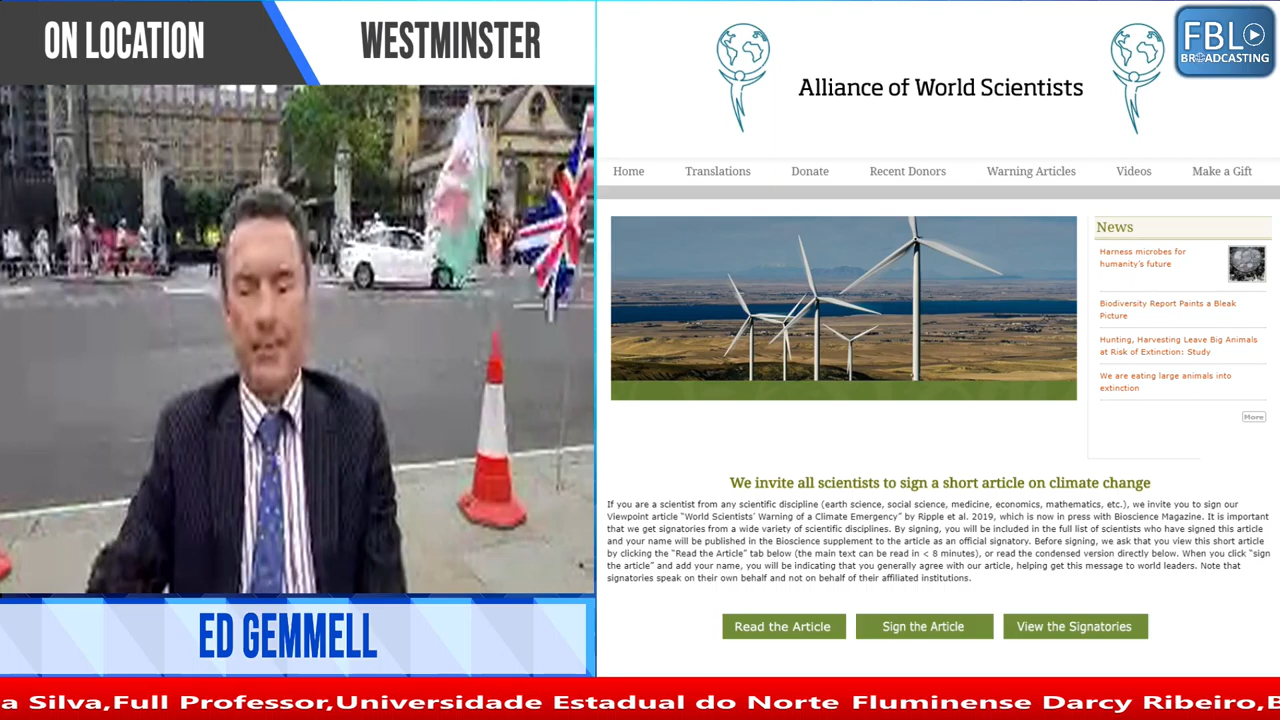 ON LOCATION
WESTMINSTER
FBL
BROADCASTING
Alliance of World Scientists
Home
Translations
Donate
Recent Donors
Warning Articles
Videos
Make a Gift
News
Harness microbes for
humanity's future
Biodiversity Report Paints a Bleak
Picture
Hunting, Harvesting Leave Big Animals
at Risk of Extinction: Study
We are eating large animals into
extinction
More
We invite all scientists to sign a short article on climate change
If you are a scientist from any scientific discipline (earth science, social science, medicine, economics, mathematics, etc.), we invite you to sign our
Viewpoint article "World Scientists' Warning of a Climate Emergency" by Ripple et al. 2019, which is now in press with Bioscience Magazine. It is important
that we get signatories from a wide variety of scientific disciplines. By signing, you will be included in the full list of scientists who have signed this article
and your name will be published in the Bioscience supplement to the article as an official signatory. Before signing, we ask that you view this short article
by clicking the "Read the Article" tab below (the main text can be read in < 8 minutes), or read the condensed version directly below. When you click "sign
the article" and add your name, you will be indicating that you generally agree with our article, helping get this message to world leaders. Note that
signatories speak on their own behalf and not on behalf of their affiliated institutions.
Read the Article
Sign the Article
View the Signatories
ED GEMMELL
a Silva,Full Professor,Universidade Estadual do Norte Fluminense Darcy Ribeiro,B